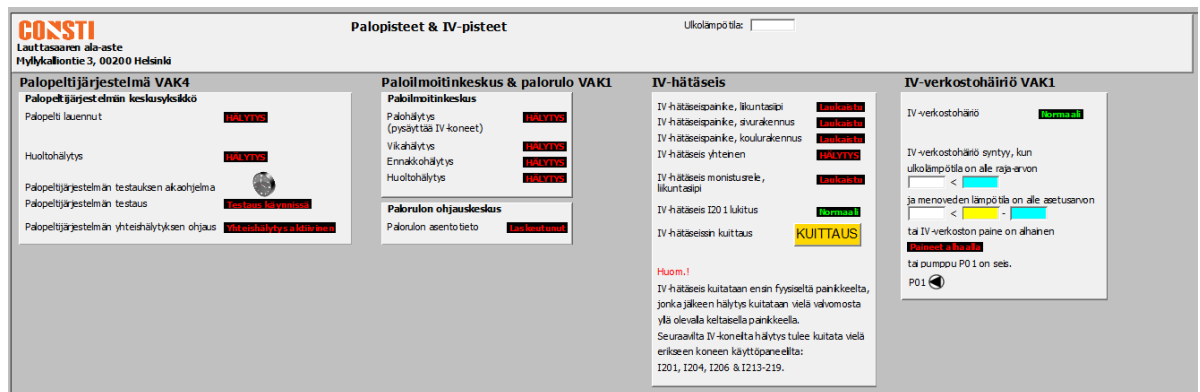 CONSTI
Lauttasaaren ala-aste
Myllykalliontie 3, 00200 Helsinki
Palopisteet & IV-pisteet
Ulkolämpötila:
Palopeltijärjestelmä VAK4
Palopeltijärjestelmän keskusyksikkö
Palopelti lauennut HÄLYTYS
Huoltohälytys HÄLYTYS
Palopeltijärjestelmän testauksen aikaohjelma
Palopeltijärjestelmän testaus Testaus käynnissä
Palopeltijärjestelmän yhteishälytyksen ohjaus Yhteishälytys aktiivinen
Paloilmoitinkeskus & palorulo VAK1
Paloilmoitinkeskus
Palohälytys HÄLYTYS
(pysäyttää IV-koneet)
Vikahälytys HÄLYTYS
Ennakkohälytys HÄLYTYS
Huoltohälytys HÄLYTYS
Palorulon ohjauskeskus
Palorulon asentotieto Laskeutunut
IV-hätäseis
IV-hätäseispainike, liikuntasiipi Laukaistu
IV-hätäseispainike, sivurakennus Laukaistu
IV-hätäseispainike, koulurakennus Laukaistu
IV-hätäseis yhteinen HÄLYTYS
IV-hätäseis monistusrele, Laukaistu
liikuntasiipi
IV-hätäseis I201 lukitus Normaali
IV-hätäseissin kuittaus KUITTAUS
Huom.!
IV-hätäseis kuitataan ensin fyysiseltä painikkeelta,
jonka jälkeen hälytys kuitataan vielä valvomosta
yllä olevalla keltaisella painikkeella.
Seuraavilta IV-koneilta hälytys tulee kuitata vielä
erikseen koneen käyttöpaneelilta:
I201, I204, I206 & I213-219.
IV-verkostohäiriö VAK1
IV-verkostohäiriö Normaali
IV-verkostohäiriö syntyy, kun
ulkolämpötila on alle raja-arvon
<
ja menoveden lämpötila on alle asetusarvon
< -
tai IV-verkoston paine on alhainen
Paineet alhaalla
tai pumppu P01 on seis.
P01